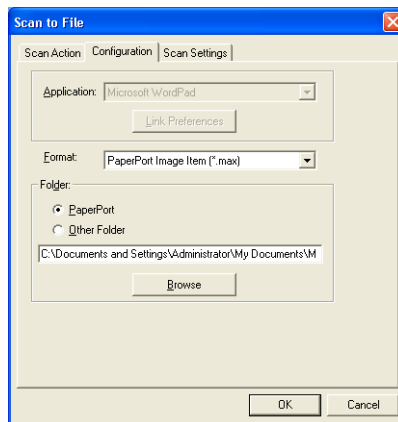 Scan to File
Scan Action Configuration Scan Settings
Application: Microsoft WordPad
Link Preferences
Format: PaperPort Image Item (*.max)
Folder:
PaperPort
Other Folder
C:\Documents and Settings\Administrator\My Documents\M
Browse
OK Cancel